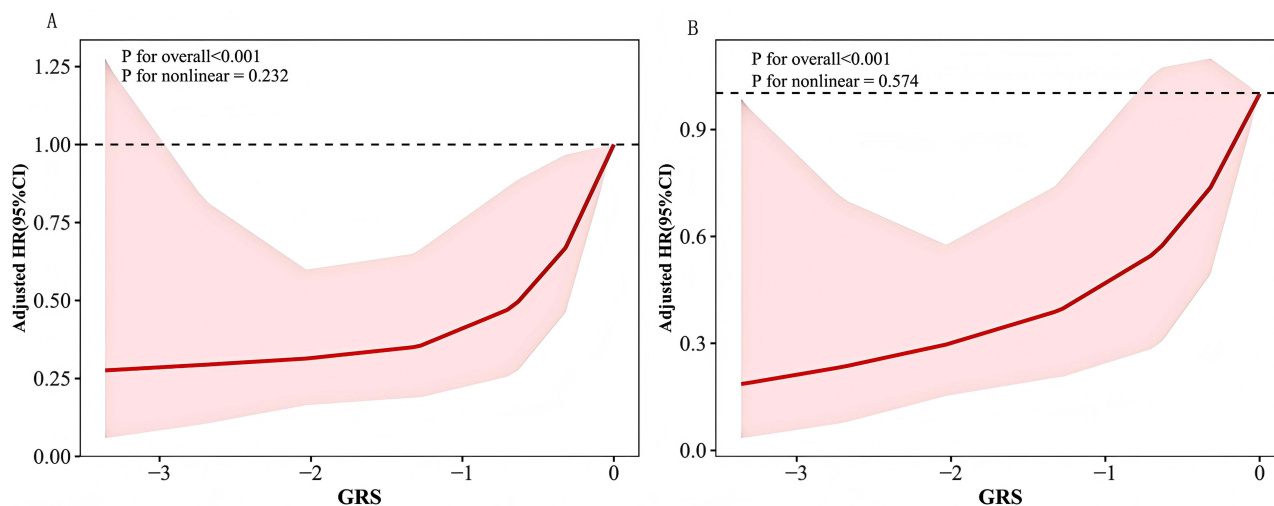 A
P for overall<0.001
P for nonlinear = 0.232
Adjusted HR(95%CI)
1.25
1.00
0.75
0.50
0.25
0.00
−3
−2
−1
0
GRS
B
P for overall<0.001
P for nonlinear = 0.574
Adjusted HR(95%CI)
0.9
0.6
0.3
0.0
−3
−2
−1
0
GRS